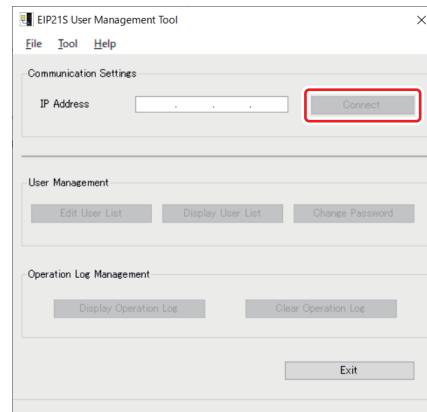 EIP21S User Management Tool
File Tool Help
Communication Settings
IP Address . . . Connect
User Management
Edit User List Display User List Change Password
Operation Log Management
Display Operation Log Clear Operation Log
Exit